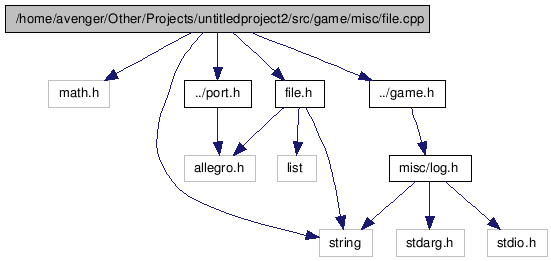 /home/avenger/Other/Projects/untitledproject2/src/game/misc/file.cpp
math.h
../port.h
file.h
../game.h
allegro.h
list
misc/log.h
string
stdarg.h
stdio.h